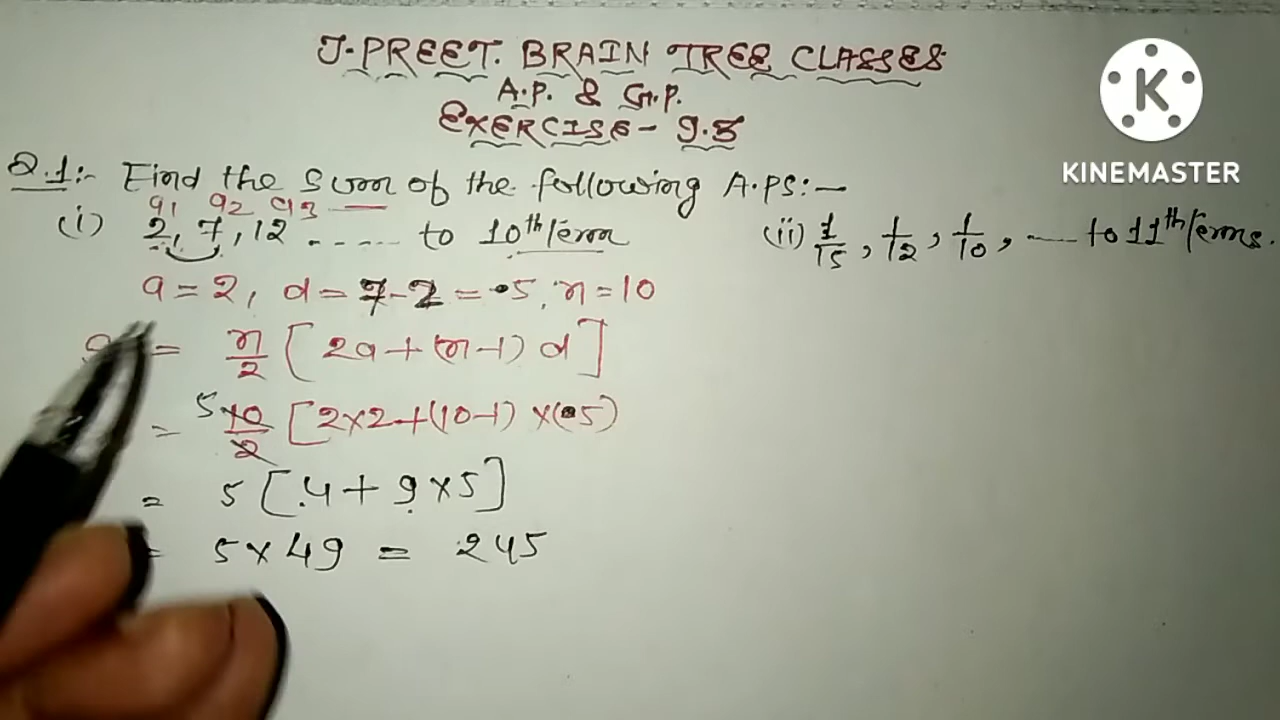 J.PREET. BRAIN TREE CLASSES
A.P. & G.P.
EXERCISE- 9.3
K
KINEMASTER
Q.1:- Find the Sum of the following A.PS:-
a1 a2 a3
(i) 2, 7, 12 ..... to 10th term
(ii) 1/15, 1/12, 1/10, .... to 11th terms.
a = 2, d = 7-2 = 5, n = 10
= n/2 [2a+(n-1) d]
= 5 10/2 [2×2+(10-1) ×(5)
= 5 [4+9×5]
= 5×49 = 245